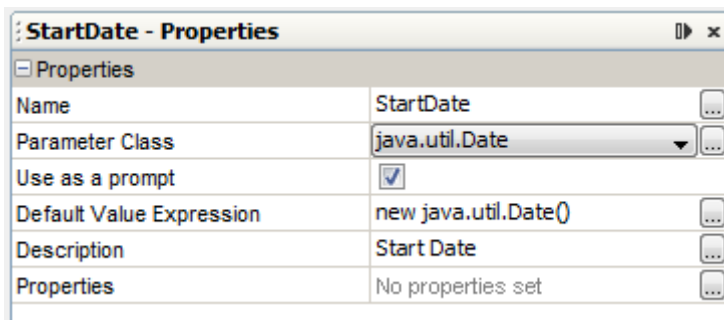 StartDate - Properties
Properties
Name StartDate ...
Parameter Class java.util.Date ...
Use as a prompt
Default Value Expression new java.util.Date() ...
Description Start Date ...
Properties No properties set ...